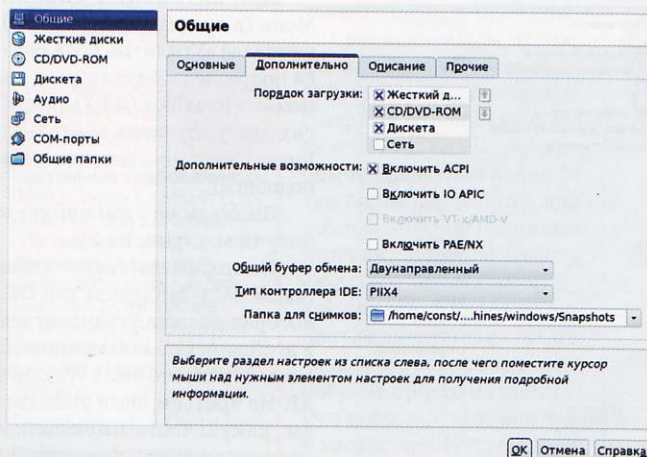 Общие
Жесткие диски
CD/DVD-ROM
Дискета
Аудио
Сеть
COM-порты
Общие папки
Общие
Основные Дополнительно Описание Прочие
Порядок загрузки: Жесткий д...
CD/DVD-ROM
Дискета
Сеть
Дополнительные возможности: Включить ACPI
Включить IO APIC
Включить VT-x/AMD-V
Включить PAE/NX
Общий буфер обмена: Двунаправленный
Тип контроллера IDE: PIIX4
Папка для снимков: /home/const/....hines/windows/Snapshots
Выберите раздел настроек из списка слева, после чего поместите курсор
мыши над нужным элементом настроек для получения подробной
информации.
OK Отмена Справка